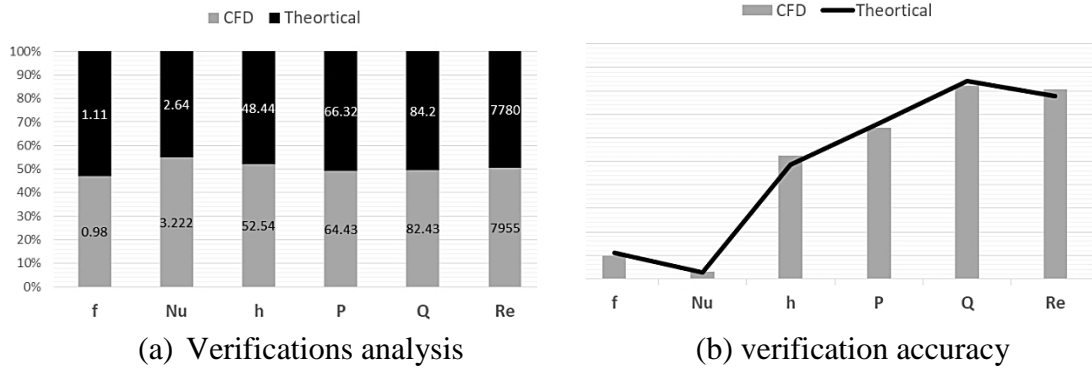 CFD Theortical
100%
90%
80%
70%
60%
50%
40%
30%
20%
10%
0%
1.11 2.64 48.44 66.32 84.2 7780
0.98 3.222 52.54 64.43 82.43 7955
f Nu h P Q Re
(a) Verifications analysis
CFD Theortical
f Nu h P Q Re
(b) verification accuracy